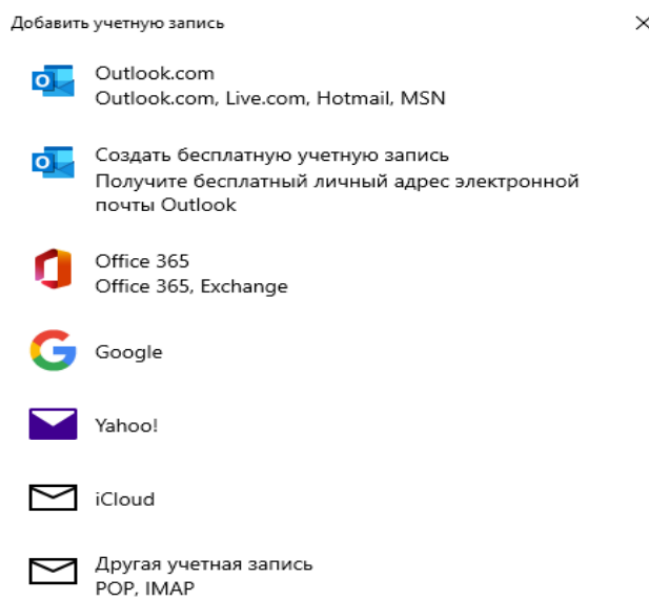 Добавить учетную запись
Outlook.com
Outlook.com, Live.com, Hotmail, MSN
Создать бесплатную учетную запись
Получите бесплатный личный адрес электронной
почты Outlook
Office 365
Office 365, Exchange
Google
Yahoo!
iCloud
Другая учетная запись
POP, IMAP